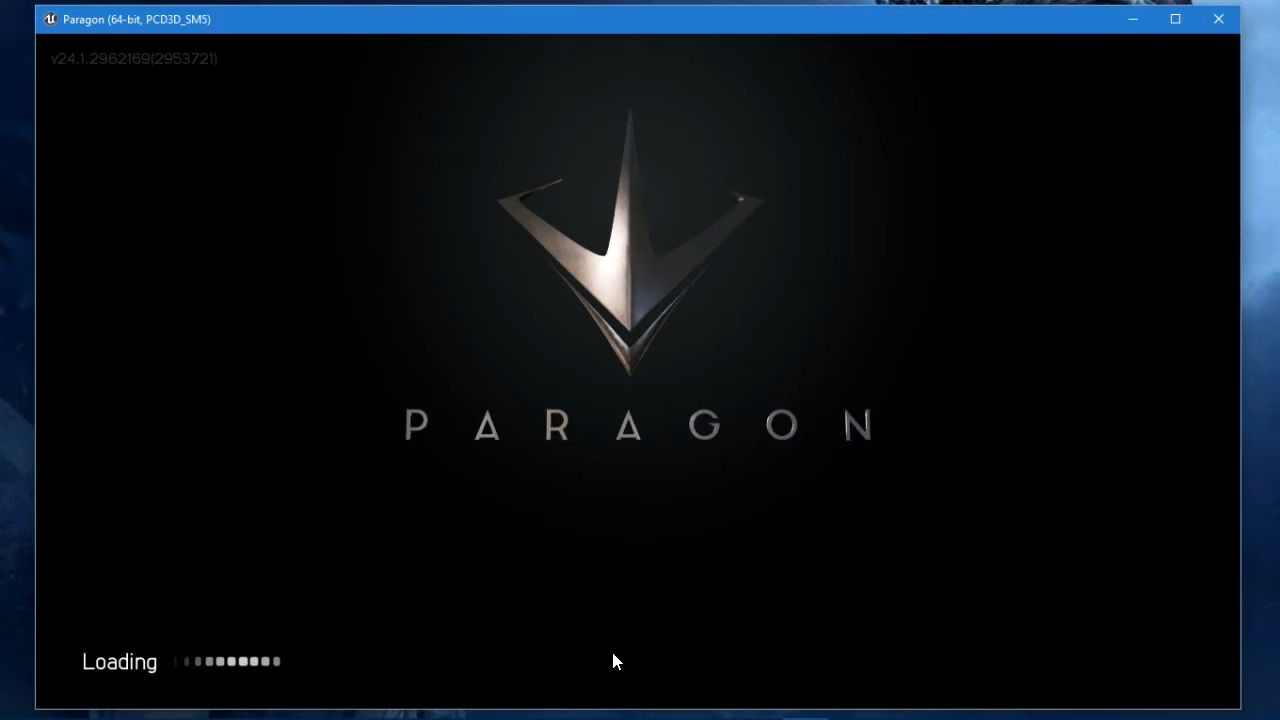 Paragon (64-bit, PCD3D_SM5)
v24.1.2962169(2953721)
PARAGON
Loading